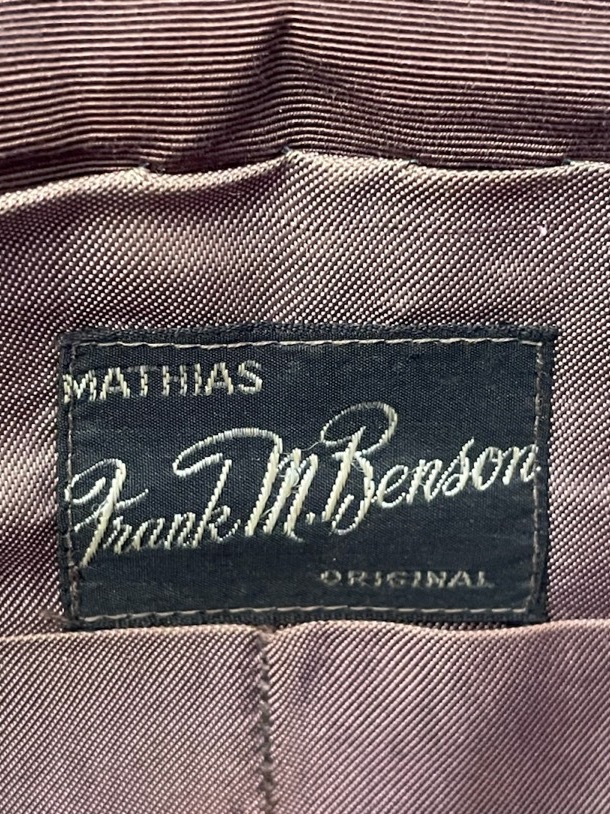 MATHIAS
Frank M. Benson
ORIGINAL